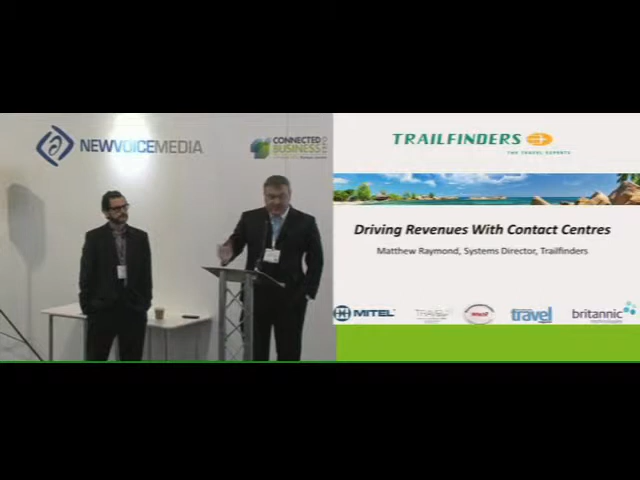 NEWVOICEMEDIA
CONNECTED
BUSINESS
TRAILFINDERS
THE TRAVEL EXPERTS
Driving Revenues With Contact Centres
Matthew Raymond, Systems Director, Trailfinders
MITEL
travel
britannic
technologies